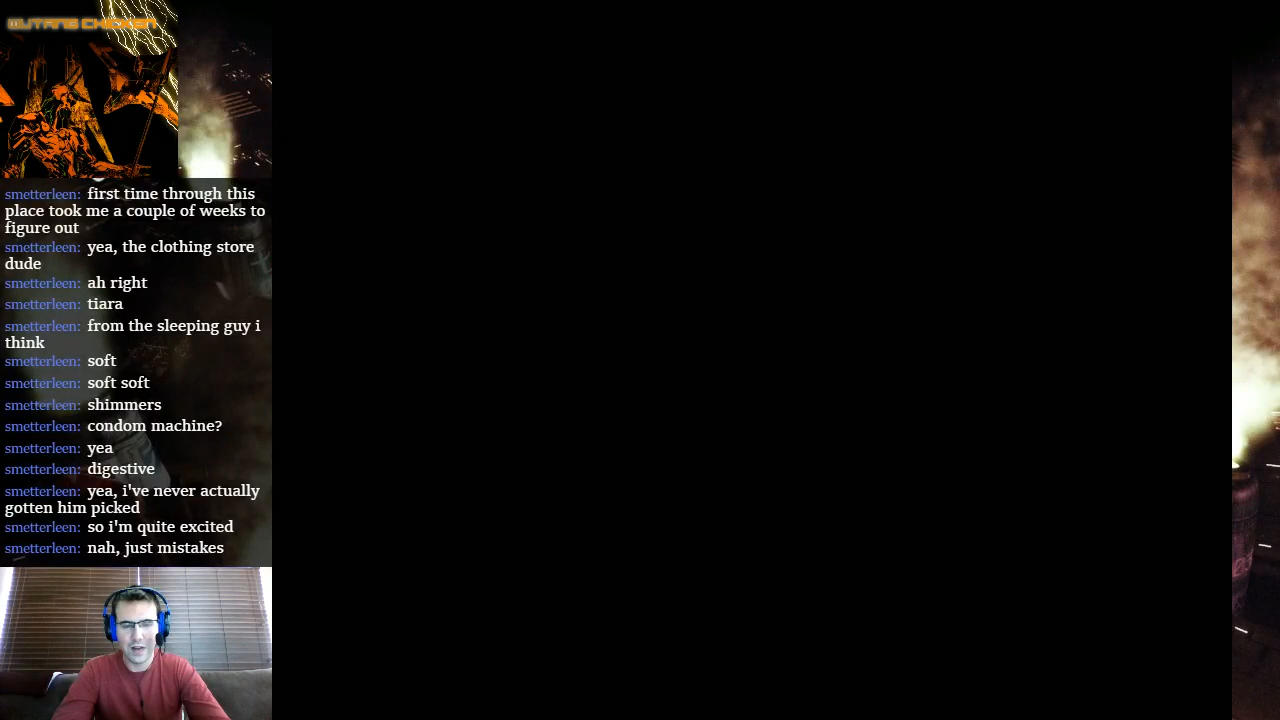 WUTANG CHICKEN
smetterleen: first time through this
place took me a couple of weeks to
figure out
smetterleen: yea, the clothing store
dude
smetterleen: ah right
smetterleen: tiara
smetterleen: from the sleeping guy i
think
smetterleen: soft
smetterleen: soft soft
smetterleen: shimmers
smetterleen: condom machine?
smetterleen: yea
smetterleen: digestive
smetterleen: yea, i've never actually
gotten him picked
smetterleen: so i'm quite excited
smetterleen: nah, just mistakes